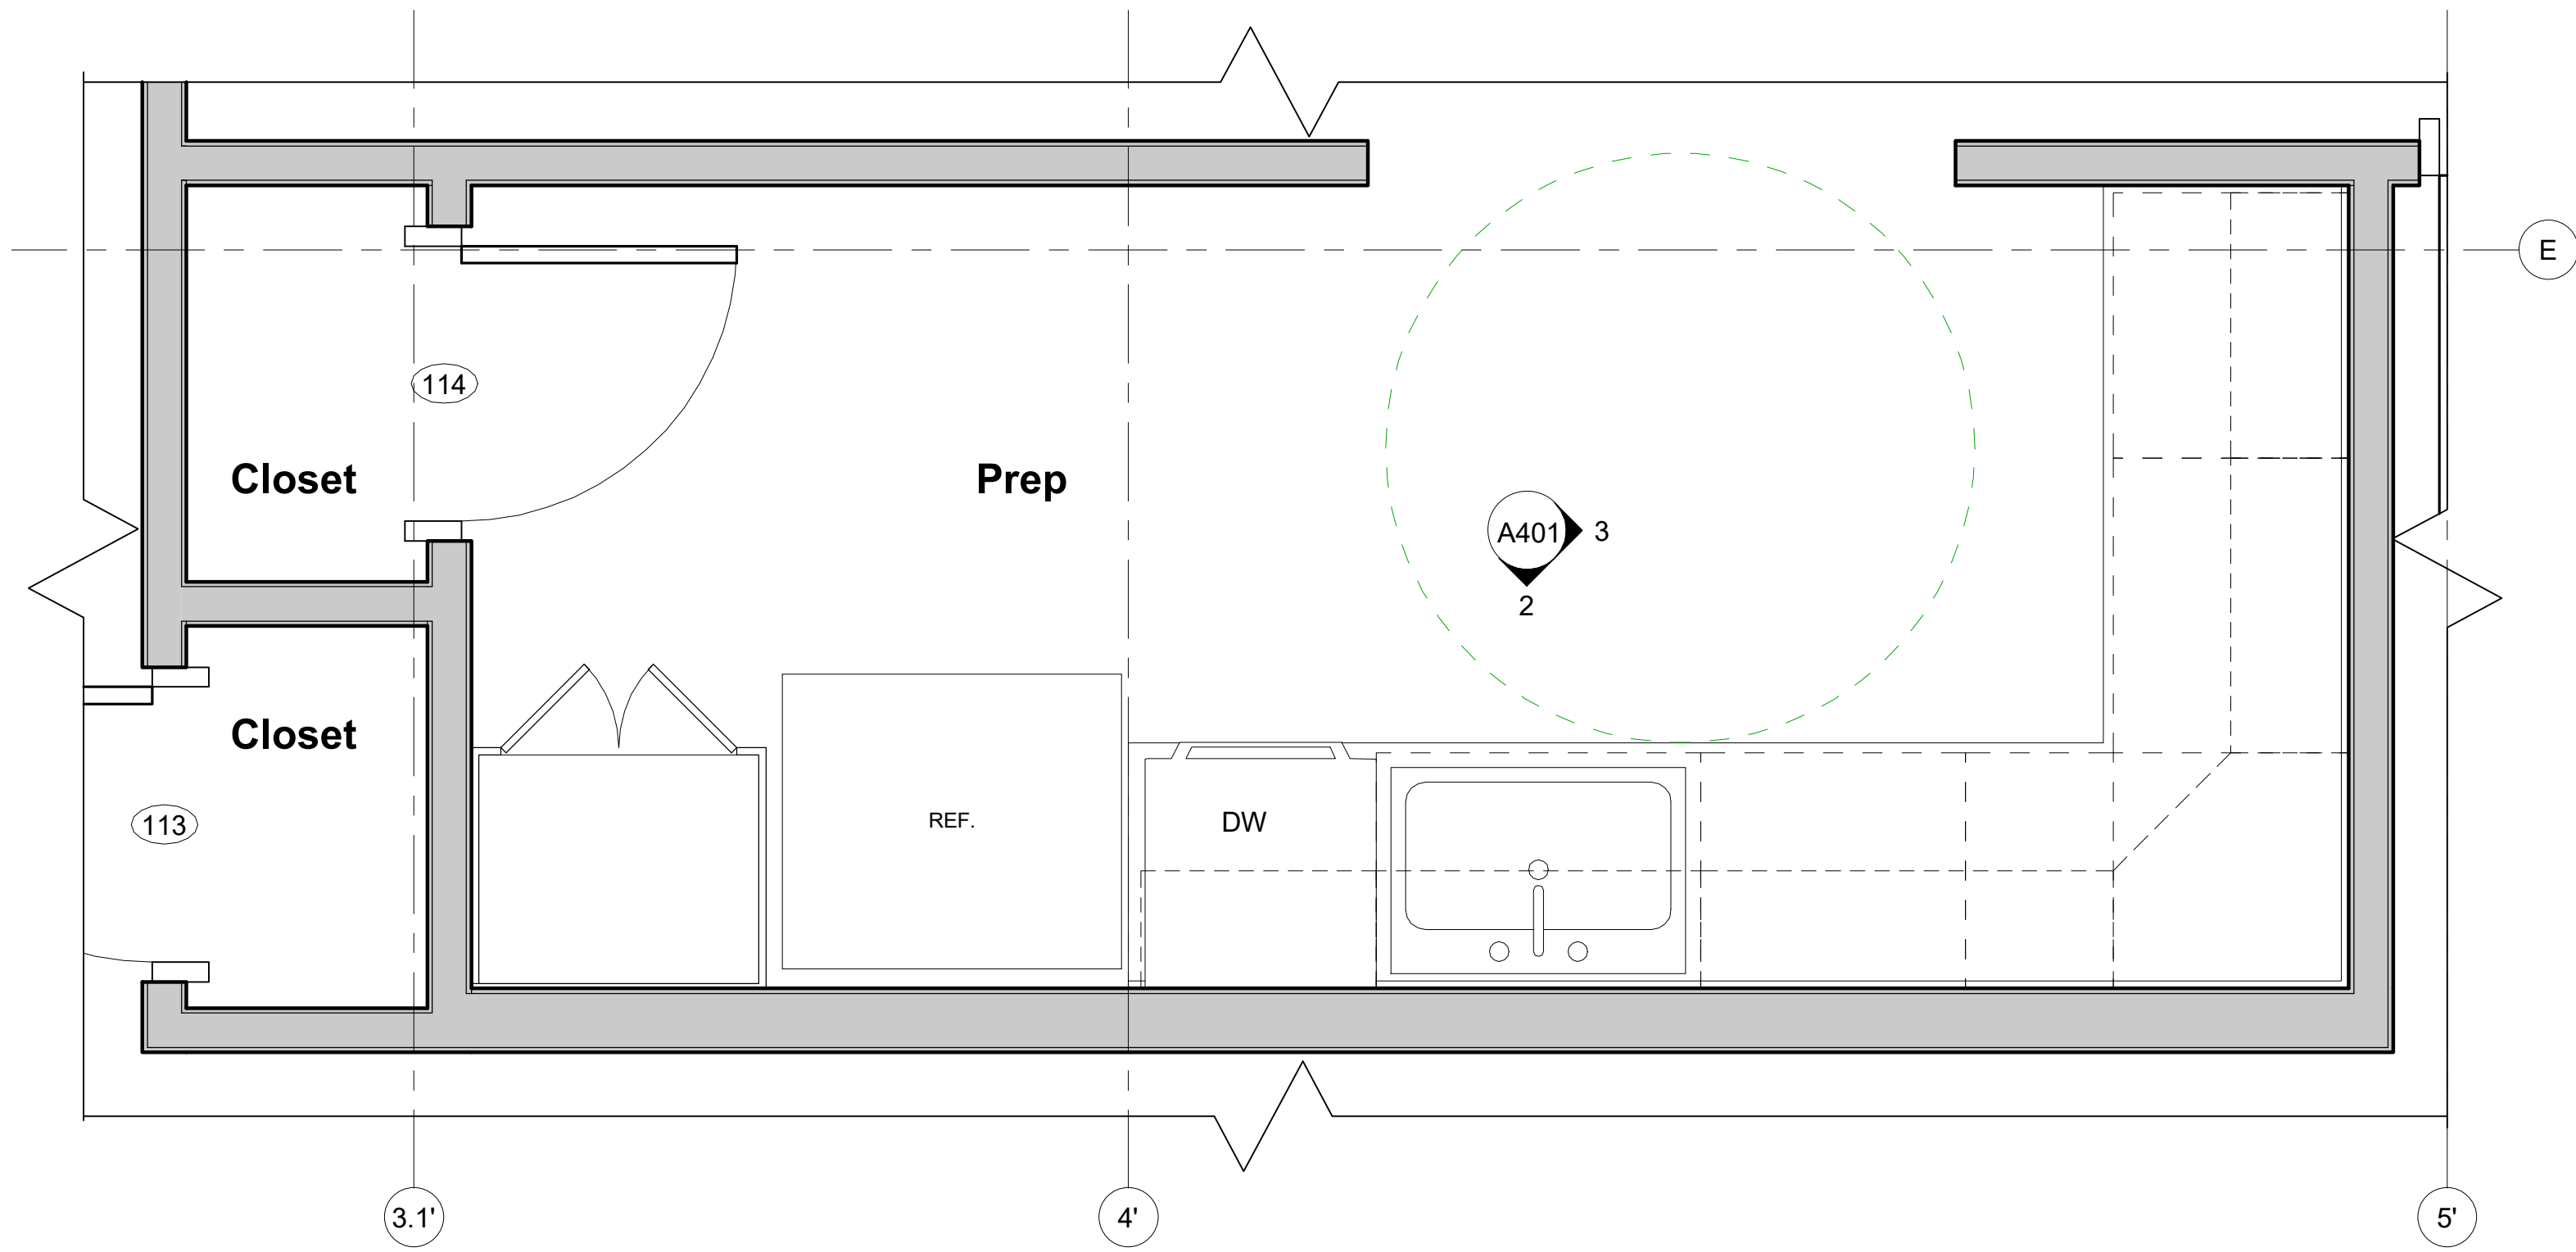 E
114
Closet
Prep
A401
3
2
Closet
113
REF.
DW
3.1'
4'
5'